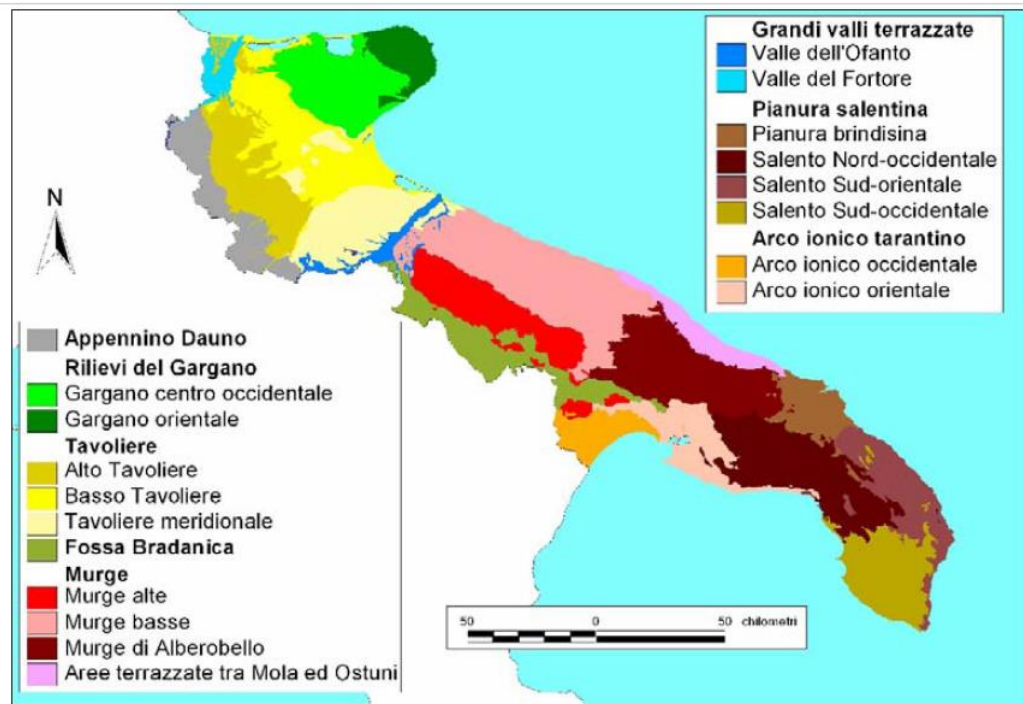 Grandi valli terrazzate
Valle dell'Ofanto
Valle del Fortore
Pianura salentina
Pianura brindisina
Salento Nord-occidentale
Salento Sud-orientale
Salento Sud-occidentale
Arco ionico tarantino
Arco ionico occidentale
Arco ionico orientale
N
Appennino Dauno
Rilievi del Gargano
Gargano centro occidentale
Gargano orientale
Tavoliere
Alto Tavoliere
Basso Tavoliere
Tavoliere meridionale
Fossa Bradanica
Murge
Murge alte
Murge basse
Murge di Alberobello
Aree terrazzate tra Mola ed Ostuni
50 0 50 chilometri